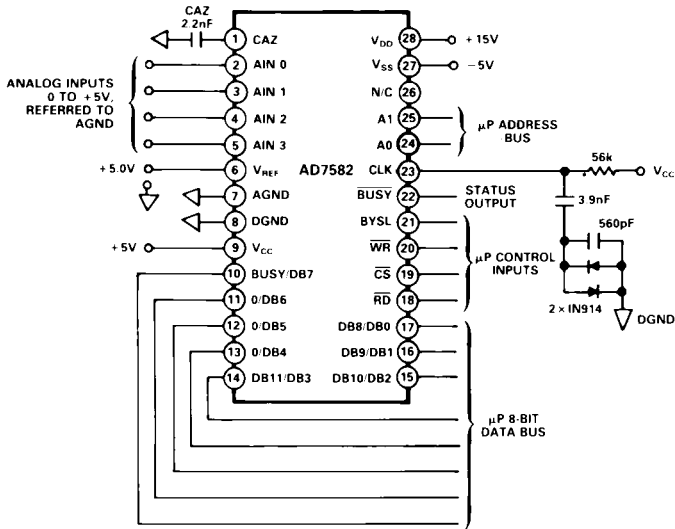 CAZ
2.2nF
1 CAZ
2 AIN 0
3 AIN 1
4 AIN 2
5 AIN 3
6 VREF
7 AGND
8 DGND
9 VCC
10 BUSY/DB7
11 0/DB6
12 0/DB5
13 0/DB4
14 DB11/DB3
ANALOG INPUTS
0 TO +5V,
REFERRED TO
AGND
+5.0V
+5V
AD7582
VDD 28 +15V
VSS 27 -5V
N/C 26
A1 25
A0 24
CLK 23
BUSY 22
BYSL 21
WR 20
CS 19
RD 18
DB8/DB0 17
DB9/DB1 16
DB10/DB2 15
μP ADDRESS
BUS
STATUS
OUTPUT
μP CONTROL
INPUTS
μP 8-BIT
DATA BUS
56k
VCC
3.9nF
560pF
2 × IN914
DGND